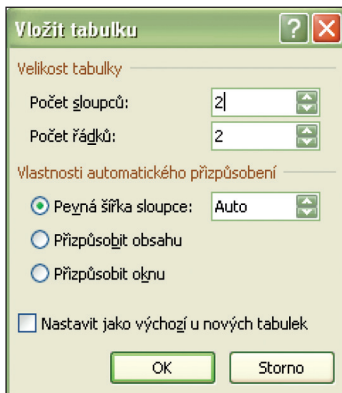 Vložit tabulku
Velikost tabulky
Počet sloupců: 2
Počet řádků: 2
Vlastnosti automatického přizpůsobení
Pevná šířka sloupce: Auto
Přizpůsobit obsahu
Přizpůsobit oknu
Nastavit jako výchozí u nových tabulek
OK Storno